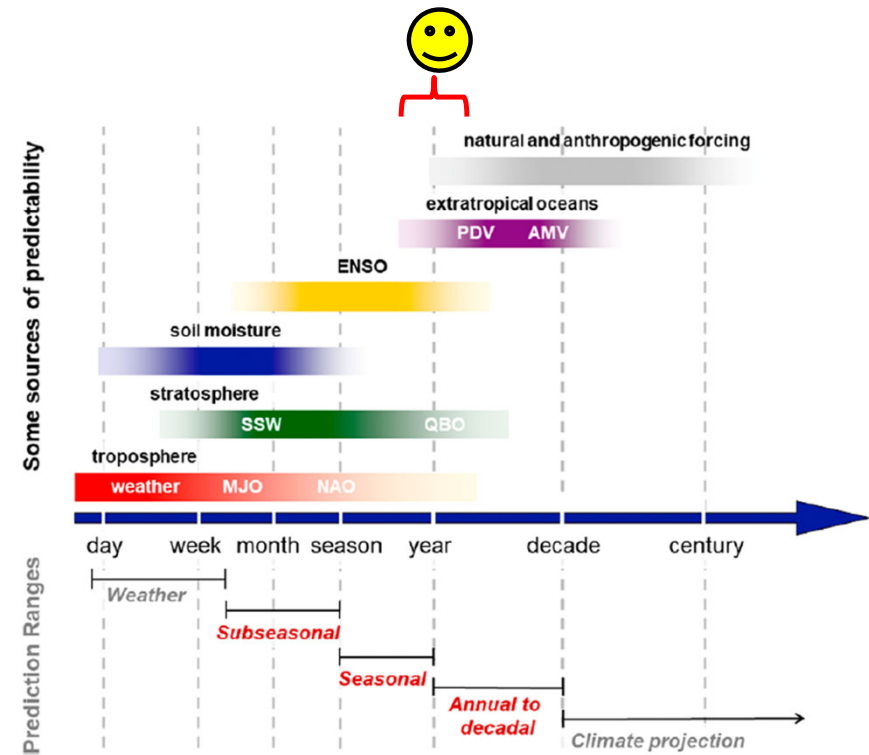 Some sources of predictability
natural and anthropogenic forcing
extratropical oceans
PDV AMV
ENSO
soil moisture
stratosphere
SSW QBO
troposphere
weather MJO NAO
day week month season year decade century
Prediction Ranges
Weather
Subseasonal
Seasonal
Annual to
decadal
Climate projection